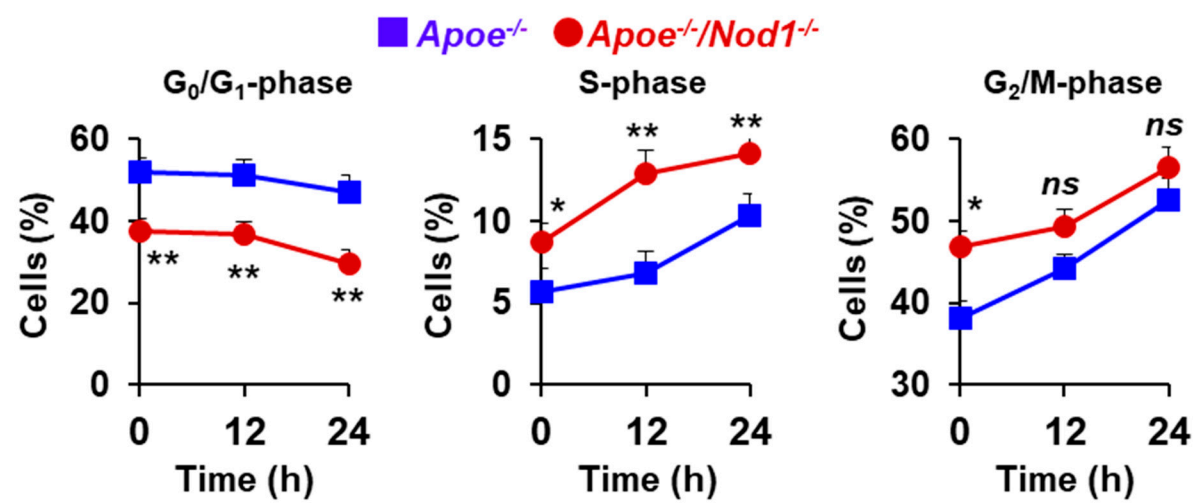 Apoe-/- Apoe-/-/Nod1-/-
G0/G1-phase
60
40
20
0
Cells (%)
**
**
**
0 12 24
Time (h)
S-phase
15
10
5
0
Cells (%)
*
**
**
0 12 24
Time (h)
G2/M-phase
60
50
40
30
Cells (%)
*
ns
ns
0 12 24
Time (h)